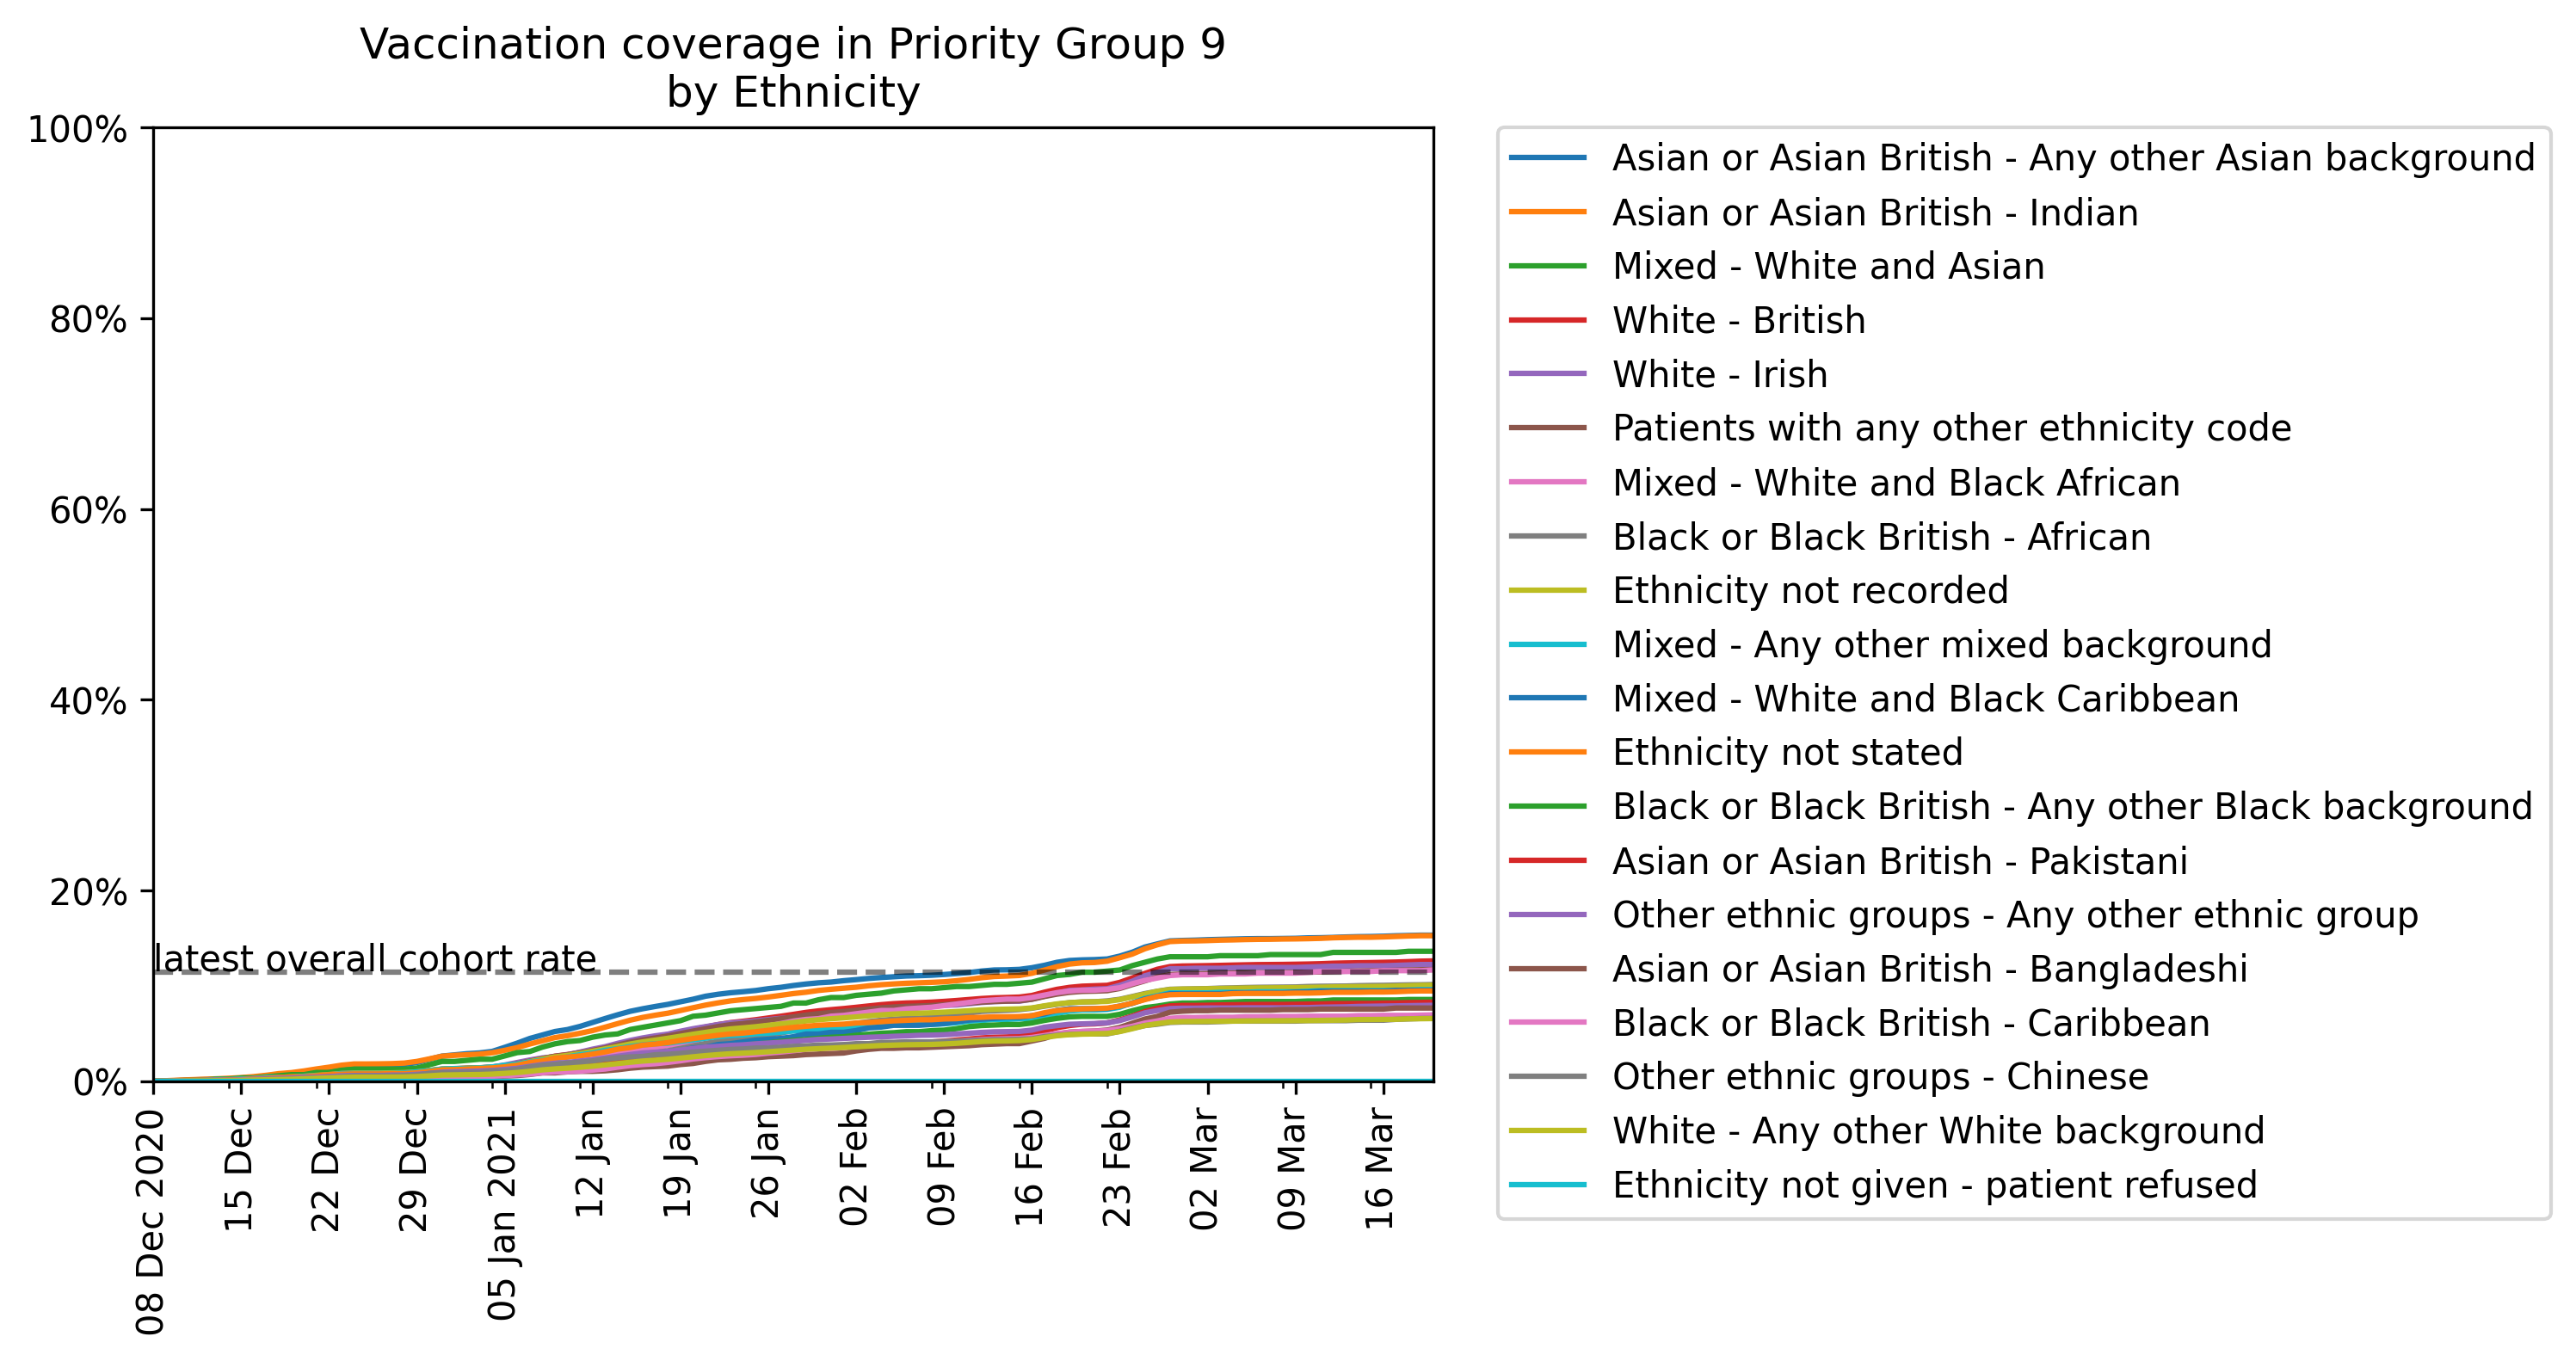 Vaccination coverage in Priority Group 9
by Ethnicity
100%
80%
60%
40%
20%
0%
latest overall cohort rate
08 Dec 2020
15 Dec
22 Dec
29 Dec
05 Jan 2021
12 Jan
19 Jan
26 Jan
02 Feb
09 Feb
16 Feb
23 Feb
02 Mar
09 Mar
16 Mar
Asian or Asian British - Any other Asian background
Asian or Asian British - Indian
Mixed - White and Asian
White - British
White - Irish
Patients with any other ethnicity code
Mixed - White and Black African
Black or Black British - African
Ethnicity not recorded
Mixed - Any other mixed background
Mixed - White and Black Caribbean
Ethnicity not stated
Black or Black British - Any other Black background
Asian or Asian British - Pakistani
Other ethnic groups - Any other ethnic group
Asian or Asian British - Bangladeshi
Black or Black British - Caribbean
Other ethnic groups - Chinese
White - Any other White background
Ethnicity not given - patient refused